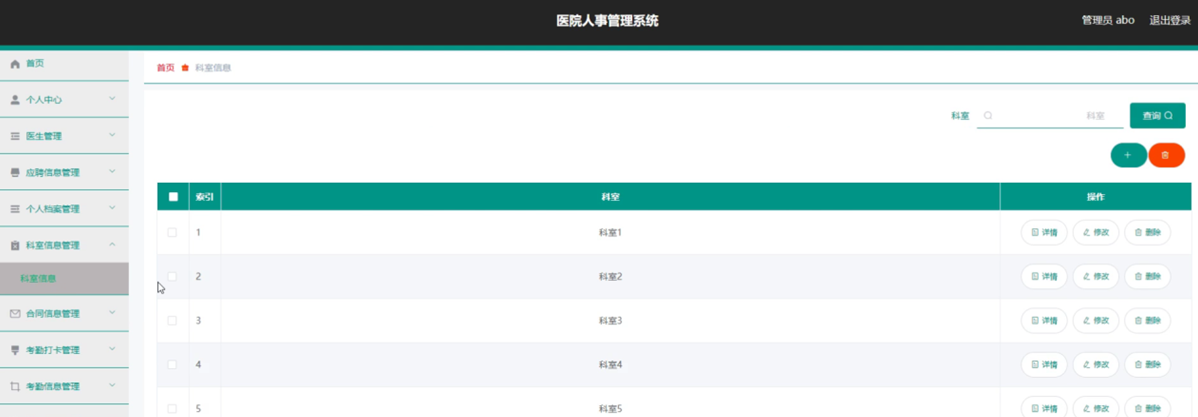 医院人事管理系统
管理员 abo 退出登录
首页
个人中心
医生管理
应聘信息管理
个人档案管理
科室信息管理
科室信息
合同信息管理
考勤打卡管理
考勤信息管理
首页 科室信息
科室 科室 查询
+
索引 科室 操作
1 科室1 详情 修改 删除
2 科室2 详情 修改 删除
3 科室3 详情 修改 删除
4 科室4 详情 修改 删除
5 科室5 详情 修改 删除